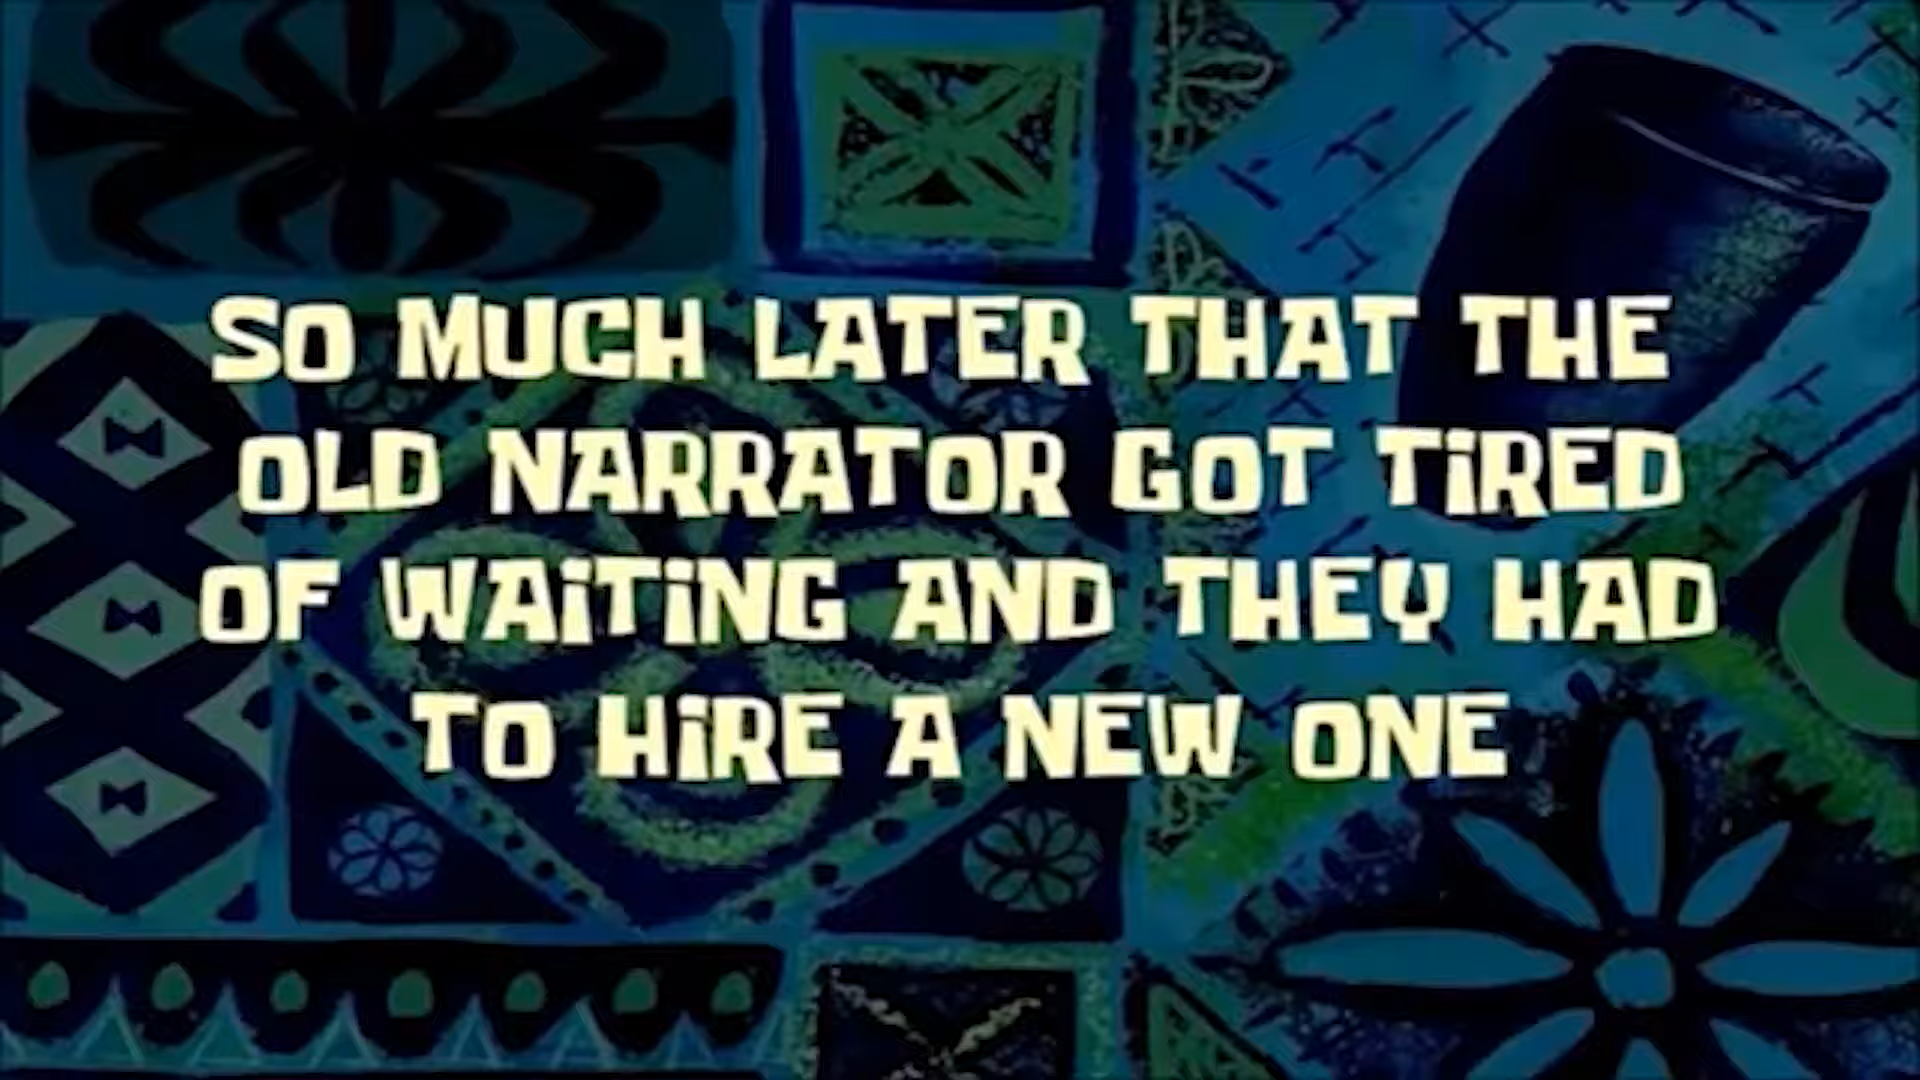 SO MUCH LATER THAT THE
OLD NARRATOR GOT TIRED
OF WAITING AND THEY HAD
TO HIRE A NEW ONE